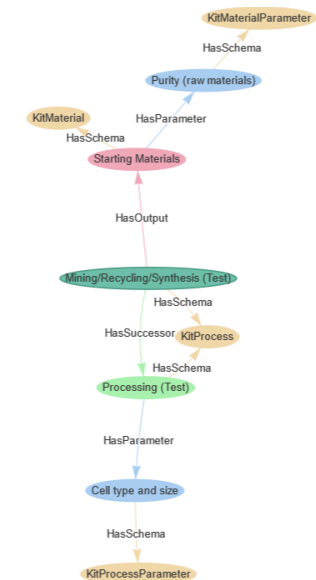 KitMaterialParameter
HasSchema
Purity (raw materials)
HasParameter
KitMaterial
HasSchema
Starting Materials
HasOutput
Mining/Recycling/Synthesis (Test)
HasSchema
HasSuccessor
KitProcess
HasSchema
Processing (Test)
HasParameter
Cell type and size
HasSchema
KitProcessParameter